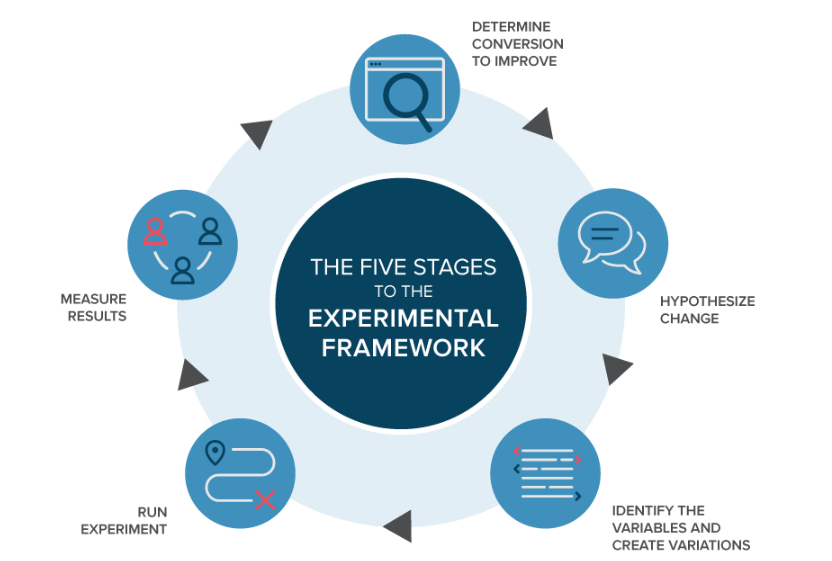 DETERMINE
CONVERSION
TO IMPROVE
THE FIVE STAGES
TO THE
EXPERIMENTAL
FRAMEWORK
HYPOTHESIZE
CHANGE
IDENTIFY THE
VARIABLES AND
CREATE VARIATIONS
RUN
EXPERIMENT
MEASURE
RESULTS